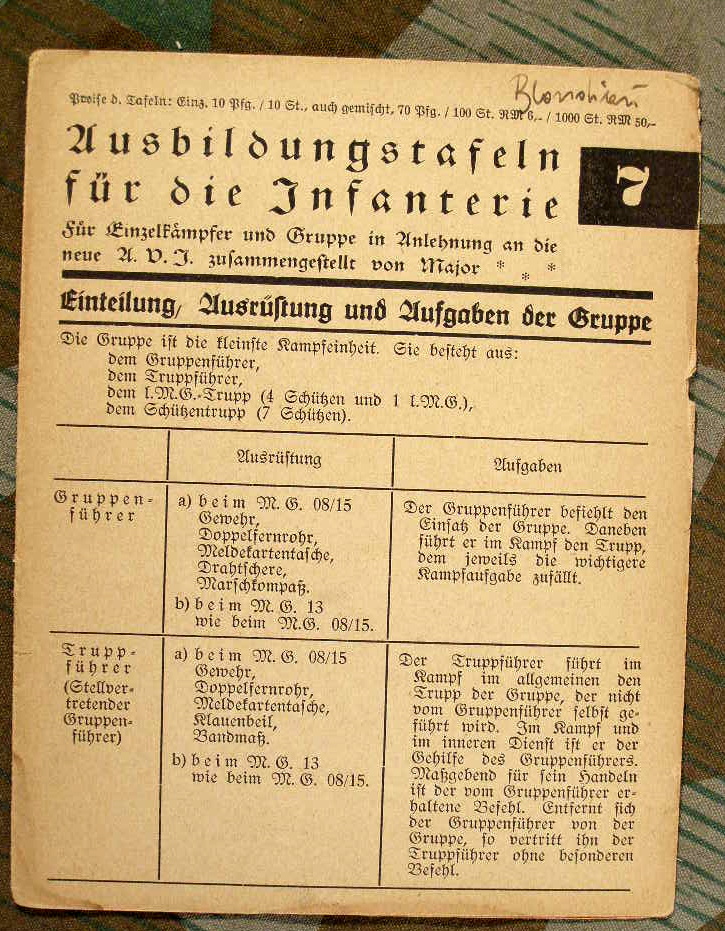 Preise d. Tafeln: Einz. 10 Pfg. / 10 St., auch gemischt, 70 Pfg. / 100 St. RM 6,- / 1000 St. RM 50,-
Ausbildungstafeln
für die Infanterie
7
Für Einzelkämpfer und Gruppe in Anlehnung an die
neue A. V. I. zusammengestellt von Major * * *
Einteilung, Ausrüstung und Aufgaben der Gruppe
Die Gruppe ist die kleinste Kampfeinheit. Sie besteht aus:
dem Gruppenführer,
dem Truppführer,
dem l.M.G.-Trupp (4 Schützen und 1 l.M.G.),
dem Schützentrupp (7 Schützen).
Ausrüstung
Aufgaben
Gruppen-
führer
a) beim M. G. 08/15
Gewehr,
Doppelfernrohr,
Meldekartentasche,
Drahtschere,
Marschkompaß.
b) beim M. G. 13
wie beim M.G. 08/15.
Der Gruppenführer befiehlt den
Einsatz der Gruppe. Daneben
führt er im Kampf den Trupp,
dem jeweils die wichtigere
Kampfaufgabe zufällt.
Trupp-
führer
(Stellver-
tretender
Gruppen-
führer)
a) beim M. G. 08/15
Gewehr,
Doppelfernrohr,
Meldekartentasche,
Klauenbeil,
Bandmaß.
b) beim M. G. 13
wie beim M. G. 08/15.
Der Truppführer führt im
Kampf im allgemeinen den
Trupp der Gruppe, der nicht
vom Gruppenführer selbst ge-
führt wird. Im Kampf und
im inneren Dienst ist er der
Gehilfe des Gruppenführers.
Maßgebend für sein Handeln
ist der vom Gruppenführer er-
haltene Befehl. Entfernt sich
der Gruppenführer von der
Gruppe, so vertritt ihn der
Truppführer ohne besonderen
Befehl.